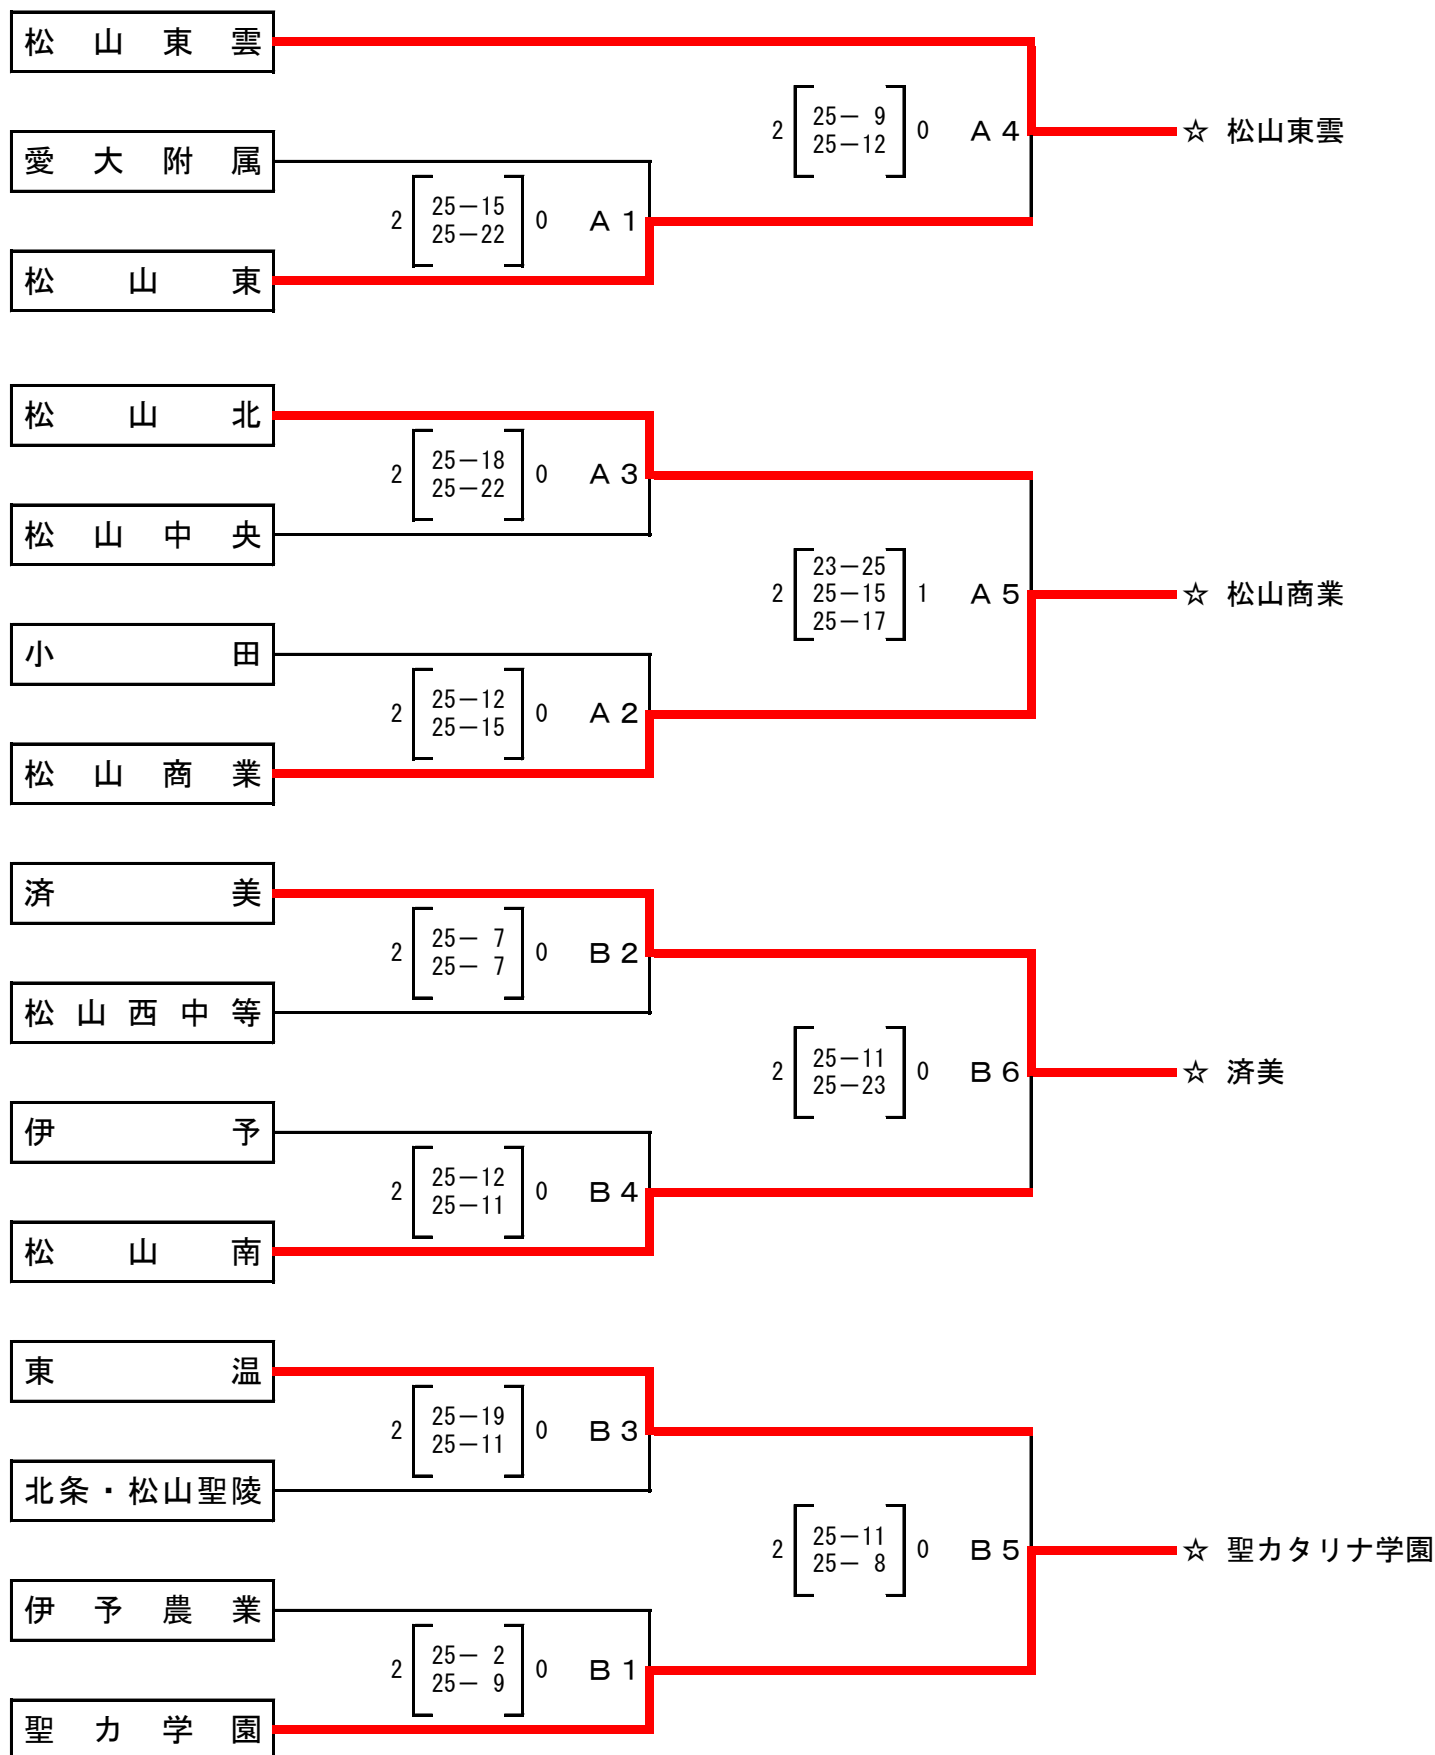 松山東雲
25― 9
2 0 A 4 ☆ 松山東雲
25―12
愛大附属
25―15
2 0 A 1
25―22
松山東
松山北
25―18
2 0 A 3
25―22
松山中央
23―25
2 25―15 1 A 5 ☆ 松山商業
25―17
小田
25―12
2 0 A 2
25―15
松山商業
済美
25― 7
2 0 B 2
25― 7
松山西中等
25―11
2 0 B 6 ☆ 済美
25―23
伊予
25―12
2 0 B 4
25―11
松山南
東温
25―19
2 0 B 3
25―11
北条・松山聖陵
25―11
2 0 B 5 ☆ 聖カタリナ学園
25― 8
伊予農業
25― 2
2 0 B 1
25― 9
聖カ学園